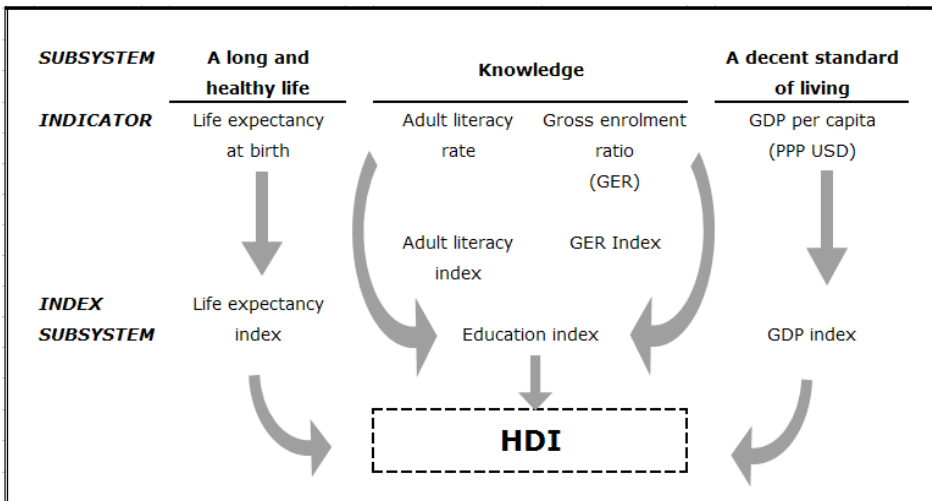 SUBSYSTEM
A long and
healthy life
Knowledge
A decent standard
of living
INDICATOR
Life expectancy
at birth
Adult literacy
rate
Gross enrolment
ratio
(GER)
GDP per capita
(PPP USD)
Adult literacy
index
GER Index
INDEX
SUBSYSTEM
Life expectancy
index
Education index
GDP index
HDI